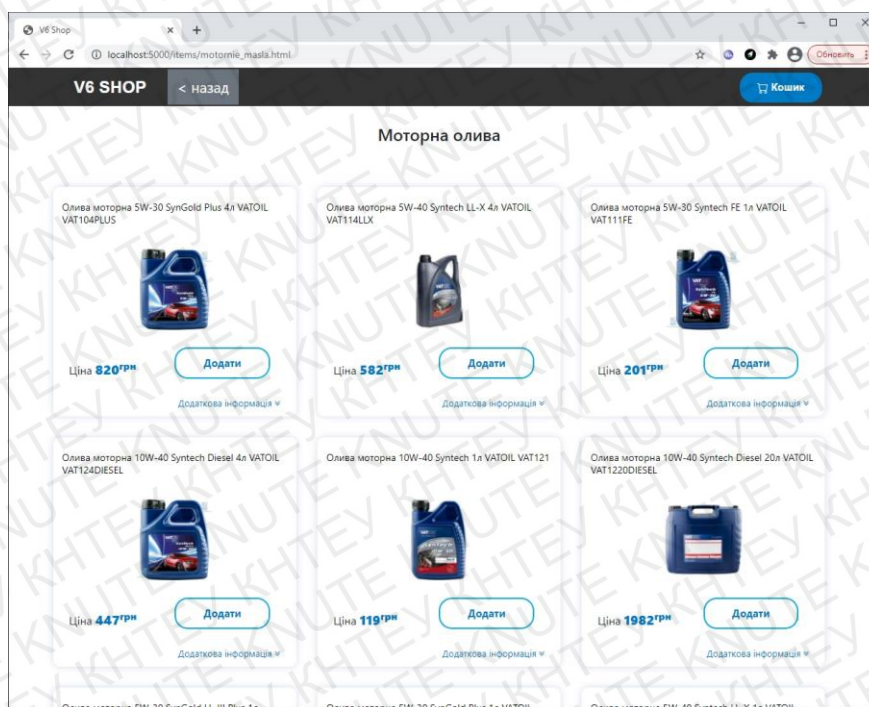 V6 Shop
localhost:5000/items/motornie_masla.html
Обновить
V6 SHOP
< назад
Кошик
Моторна олива
Олива моторна 5W-30 SynGold Plus 4л VATOIL
VAT104PLUS
Олива моторна 5W-40 Syntech LL-X 4л VATOIL
VAT114LLX
Олива моторна 5W-30 Syntech FE 1л VATOIL
VAT111FE
Ціна 820грн
Додати
Ціна 582грн
Додати
Ціна 201грн
Додати
Додаткова інформація
Додаткова інформація
Додаткова інформація
Олива моторна 10W-40 Syntech Diesel 4л VATOIL
VAT124DIESEL
Олива моторна 10W-40 Syntech 1л VATOIL VAT121
Олива моторна 10W-40 Syntech Diesel 20л VATOIL
VAT1220DIESEL
Ціна 447грн
Додати
Ціна 119грн
Додати
Ціна 1982грн
Додати
Додаткова інформація
Додаткова інформація
Додаткова інформація
KHTEY KNUTE